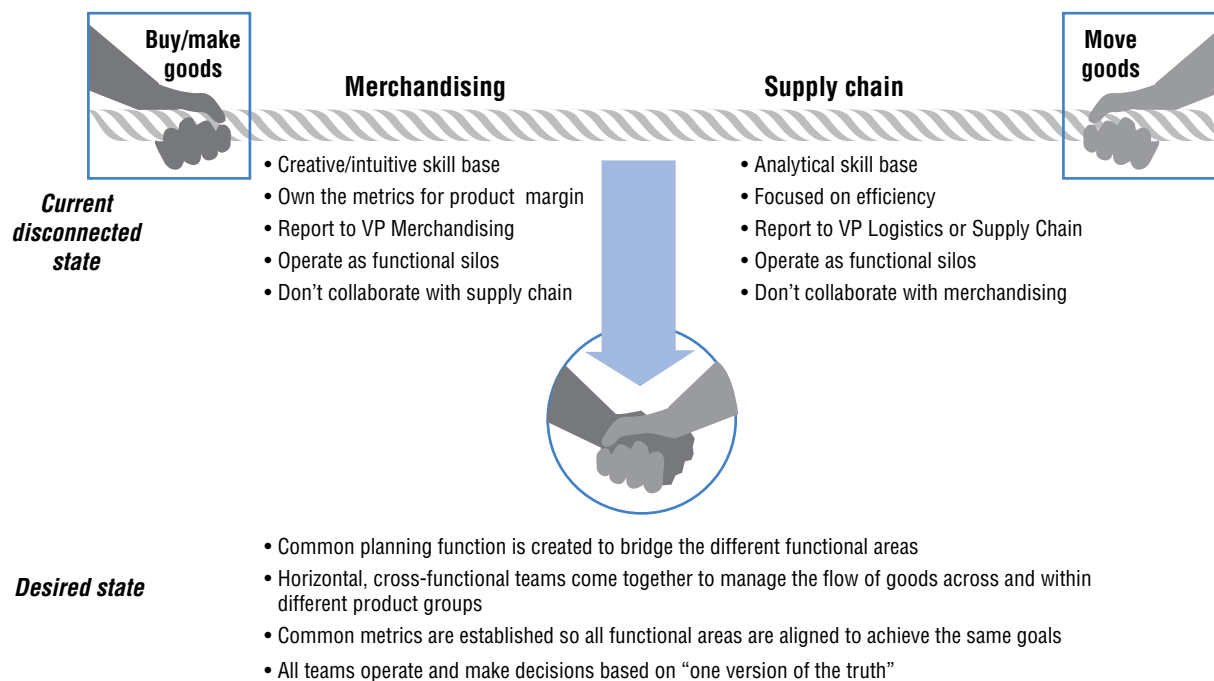 Buy/make
goods
Move
goods
Merchandising
Supply chain
Current
disconnected
state
• Creative/intuitive skill base
• Own the metrics for product margin
• Report to VP Merchandising
• Operate as functional silos
• Don’t collaborate with supply chain
• Analytical skill base
• Focused on efficiency
• Report to VP Logistics or Supply Chain
• Operate as functional silos
• Don’t collaborate with merchandising
Desired state
• Common planning function is created to bridge the different functional areas
• Horizontal, cross-functional teams come together to manage the flow of goods across and within
different product groups
• Common metrics are established so all functional areas are aligned to achieve the same goals
• All teams operate and make decisions based on “one version of the truth”